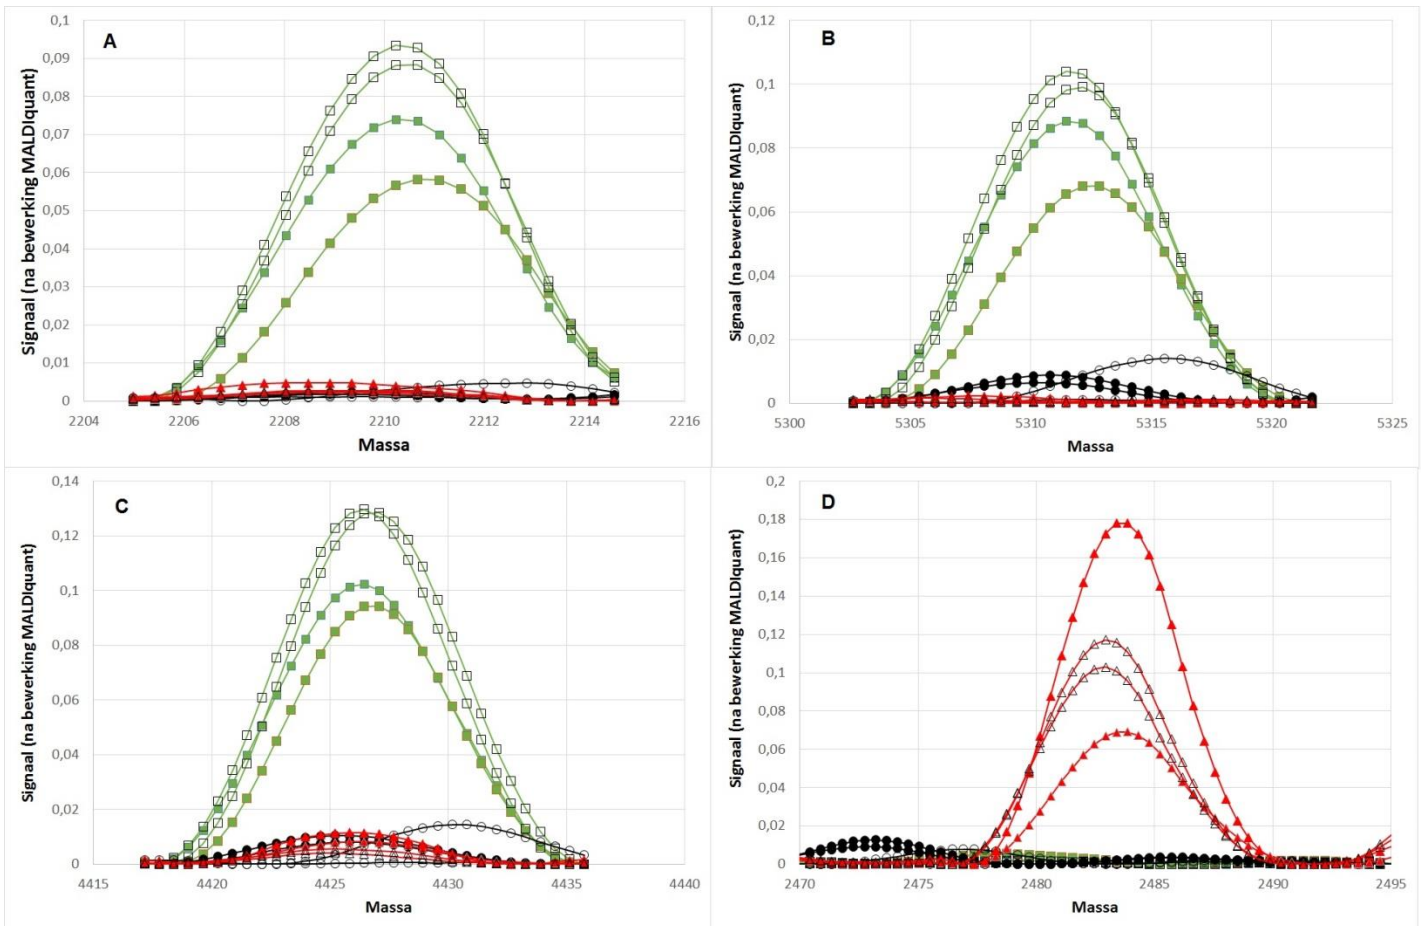 A
Signaal (na bewerking MALDIquant)
0,1
0,09
0,08
0,07
0,06
0,05
0,04
0,03
0,02
0,01
0
2204 2206 2208 2210 2212 2214 2216
Massa
B
Signaal (na bewerking MALDIquant)
0,12
0,1
0,08
0,06
0,04
0,02
0
5300 5305 5310 5315 5320 5325
Massa
C
Signaal (na bewerking MALDIquant)
0,14
0,12
0,1
0,08
0,06
0,04
0,02
0
4415 4420 4425 4430 4435 4440
Massa
D
Signaal (na bewerking MALDIquant)
0,2
0,18
0,16
0,14
0,12
0,1
0,08
0,06
0,04
0,02
0
2470 2475 2480 2485 2490 2495
Massa